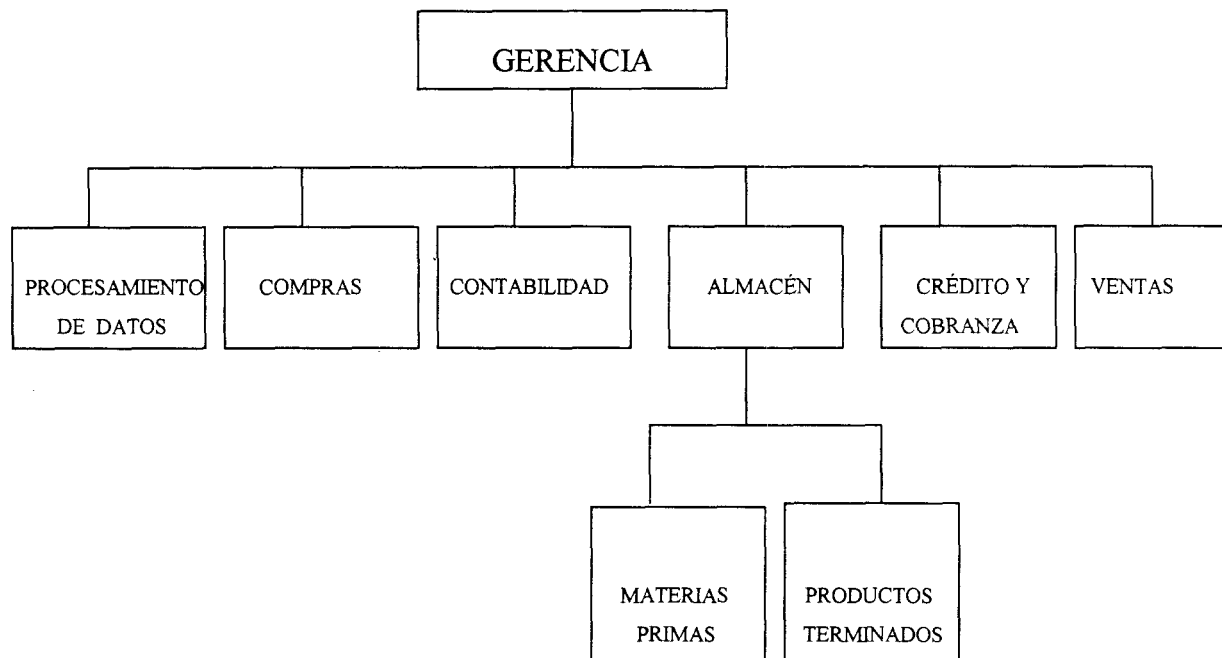 GERENCIA
PROCESAMIENTO
DE DATOS
COMPRAS
CONTABILIDAD
ALMACÉN
CRÉDITO Y
COBRANZA
VENTAS
MATERIAS
PRIMAS
PRODUCTOS
TERMINADOS